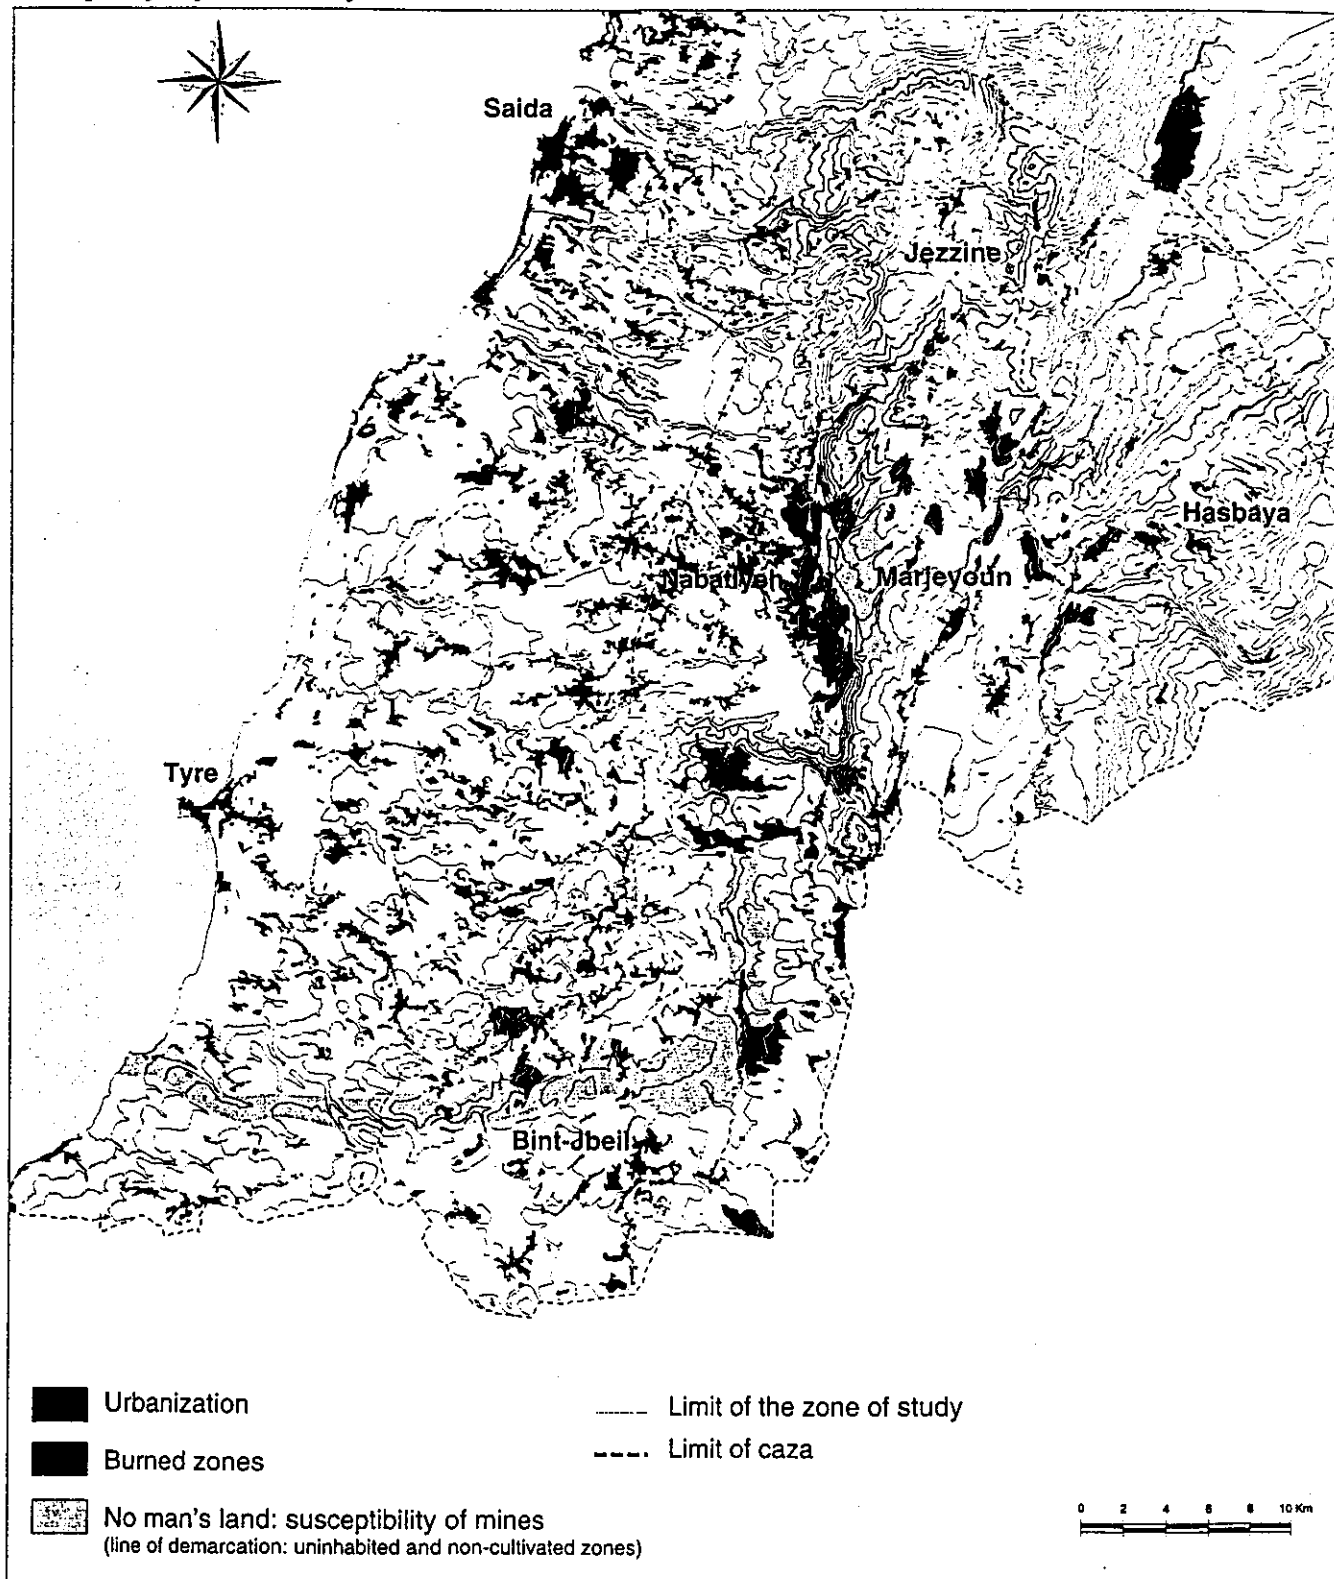 Saida
Jezzine
Hasbaya
Nabatiyeh
Marjeyoun
Tyre
Bint-Jbeil
Urbanization
Limit of the zone of study
Burned zones
Limit of caza
No man's land: susceptibility of mines
(line of demarcation: uninhabited and non-cultivated zones)
0 2 4 6 8 10 Km